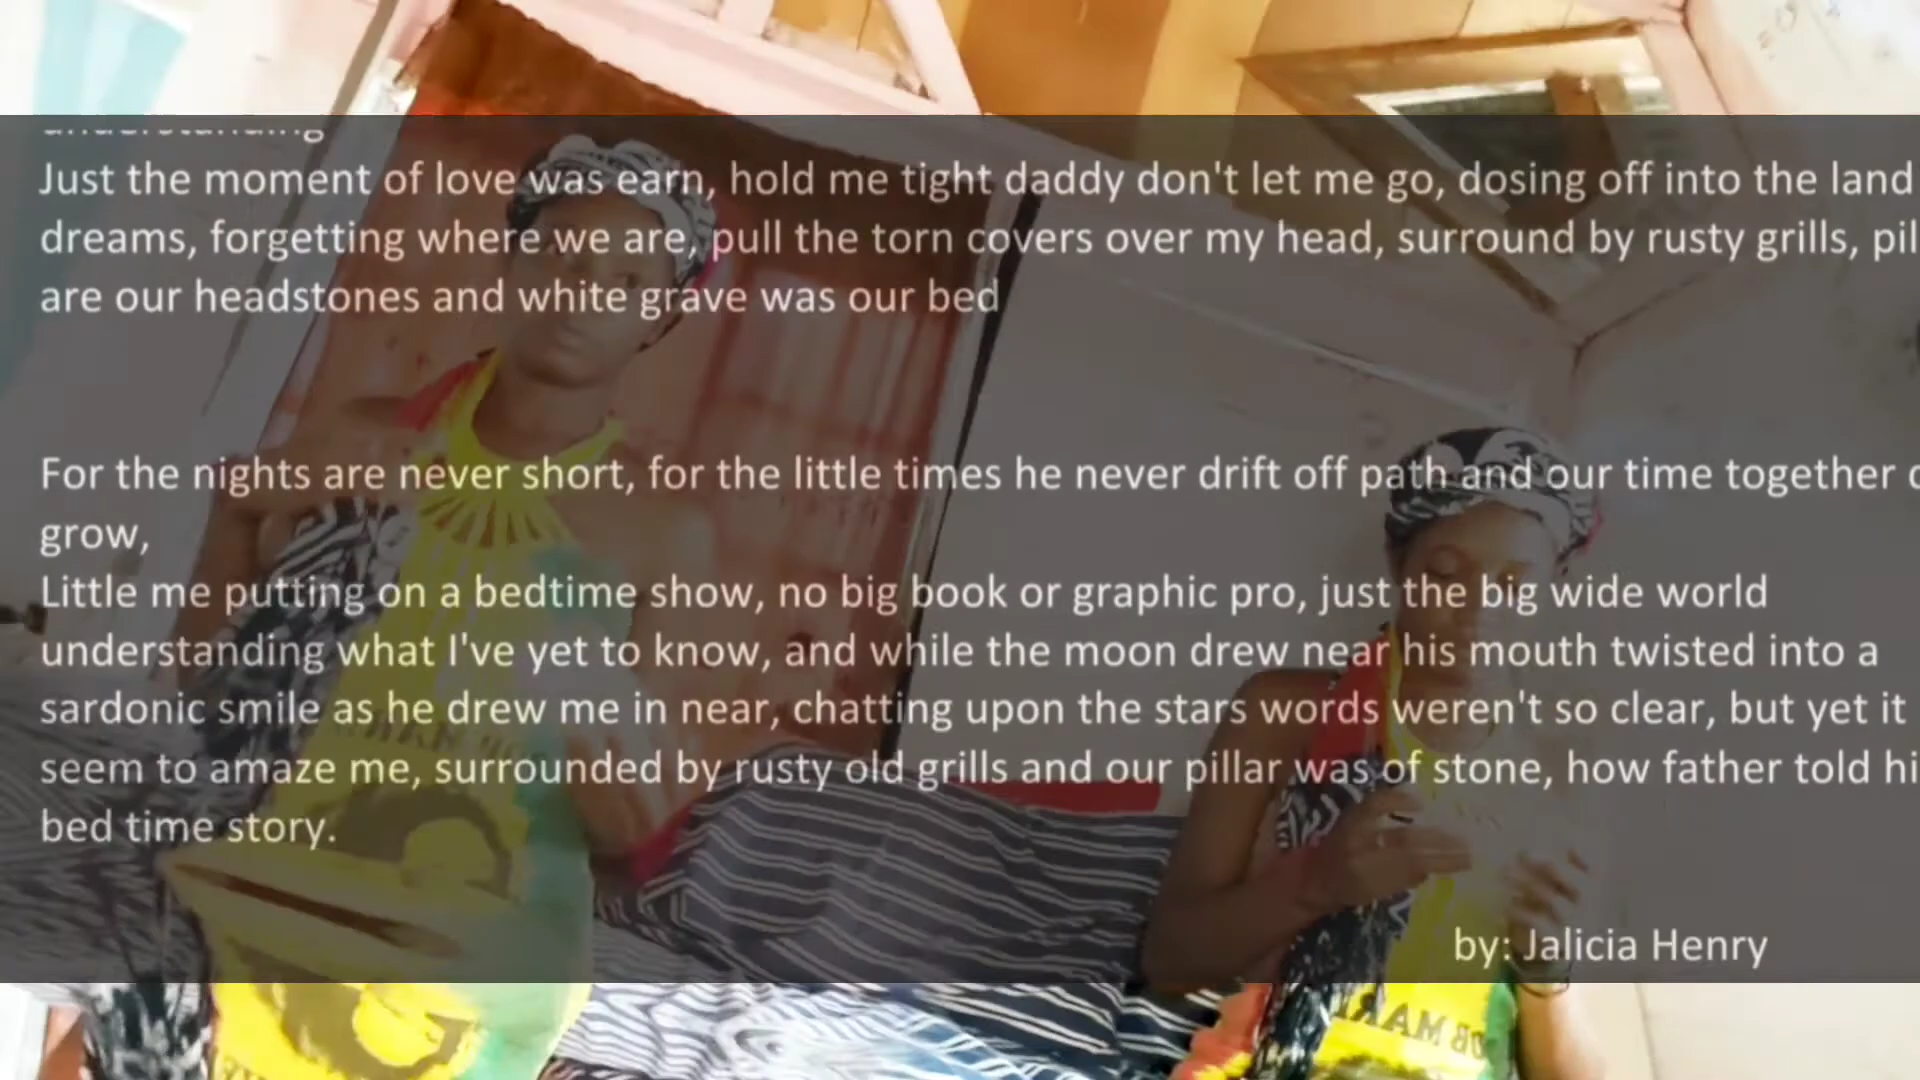 understanding
Just the moment of love was earn, hold me tight daddy don't let me go, dosing off into the land
dreams, forgetting where we are, pull the torn covers over my head, surround by rusty grills,
are our headstones and white grave was our bed
For the nights are never short, for the little times he never drift off path and our time together
grow,
Little me putting on a bedtime show, no big book or graphic pro, just the big wide world
understanding what I've yet to know, and while the moon drew near his mouth twisted into a
sardonic smile as he drew me in near, chatting upon the stars words weren't so clear, but yet it
seem to amaze me, surrounded by rusty old grills and our pillar was of stone, how father told
bed time story.
by: Jalicia Henry